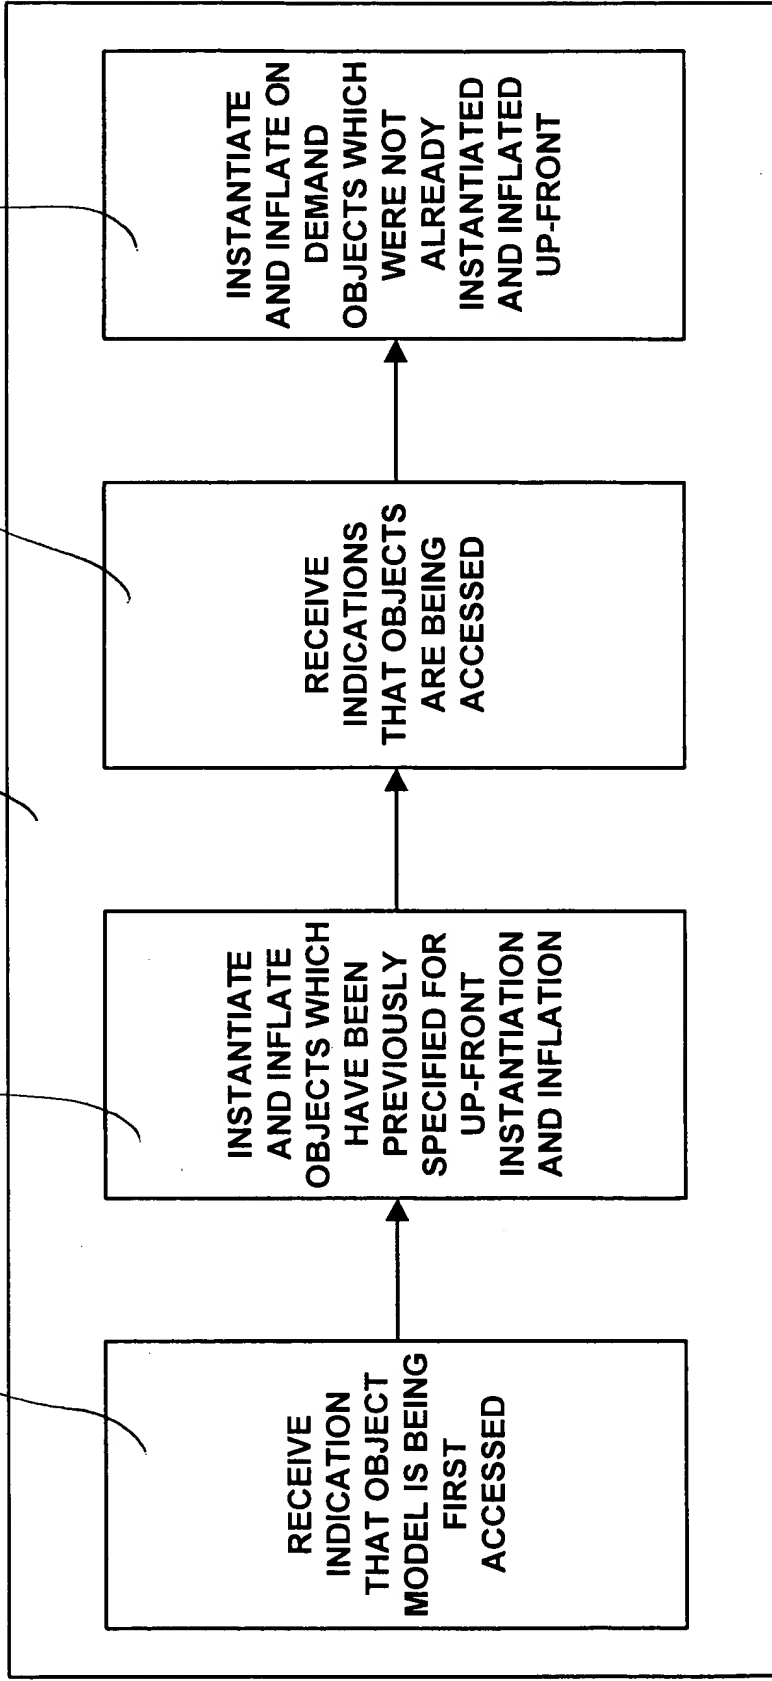 RECEIVE
INDICATION
THAT OBJECT
MODEL IS BEING
FIRST
ACCESSED
INSTANTIATE
AND INFLATE
OBJECTS WHICH
HAVE BEEN
PREVIOUSLY
SPECIFIED FOR
UP-FRONT
INSTANTIATION
AND INFLATION
RECEIVE
INDICATIONS
THAT OBJECTS
ARE BEING
ACCESSED
INSTANTIATE
AND INFLATE ON
DEMAND
OBJECTS WHICH
WERE NOT
ALREADY
INSTANTIATED
AND INFLATED
UP-FRONT